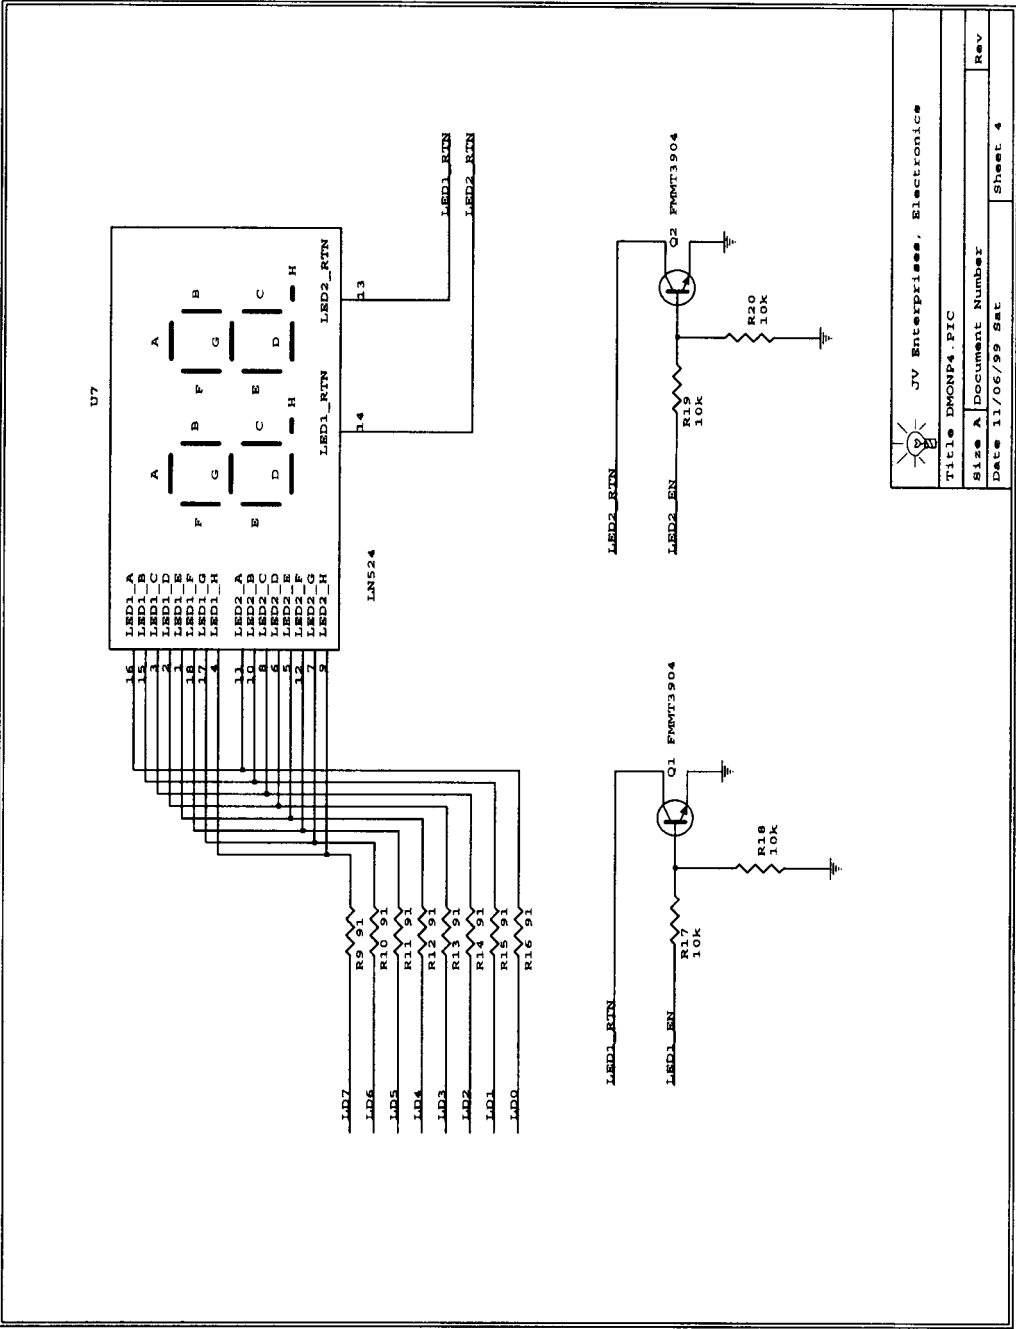 U7
LED1_A
LED1_B
LED1_C
LED1_D
LED1_E
LED1_F
LED1_G
LED1_H
LED2_A
LED2_B
LED2_C
LED2_D
LED2_E
LED2_F
LED2_G
LED2_H
16
15
3
2
1
18
17
4
11
10
8
6
5
12
7
9
A
B
C
D
E
F
G
H
A
B
C
D
E
F
G
H
LED1_RTN
LED2_RTN
14
13
LN524
LED1_RTN
LED2_RTN
LD7
LD6
LD5
LD4
LD3
LD2
LD1
LD0
R9 91
R10 91
R11 91
R12 91
R13 91
R14 91
R15 91
R16 91
LED1_RTN
LED1_EN
R17
10k
R18
10k
Q1 FMMT3904
LED2_RTN
LED2_EN
R19
10k
R20
10k
Q2 FMMT3904
JV Enterprises, Electronics
Title DMONP4.PIC
Size A Document Number Rev
Date 11/06/99 Sat Sheet 4